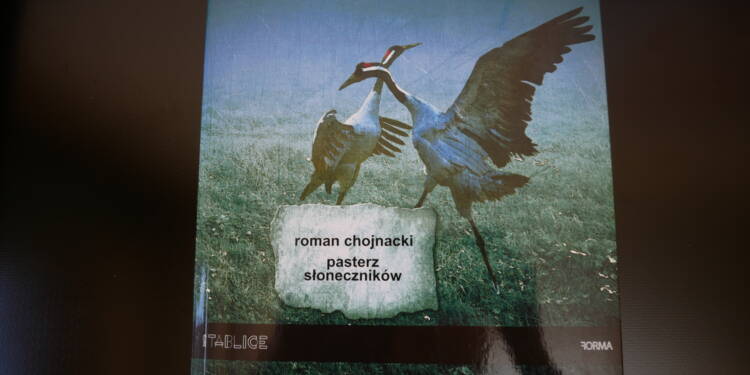 roman chojnacki
pasterz
słoneczników
TABLICE
FORMA